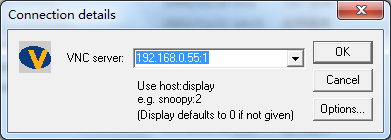 Connection details
VNC server: 192.168.0.55:1
OK
Use host:display
e.g. snoopy:2
(Display defaults to 0 if not given)
Cancel
Options...